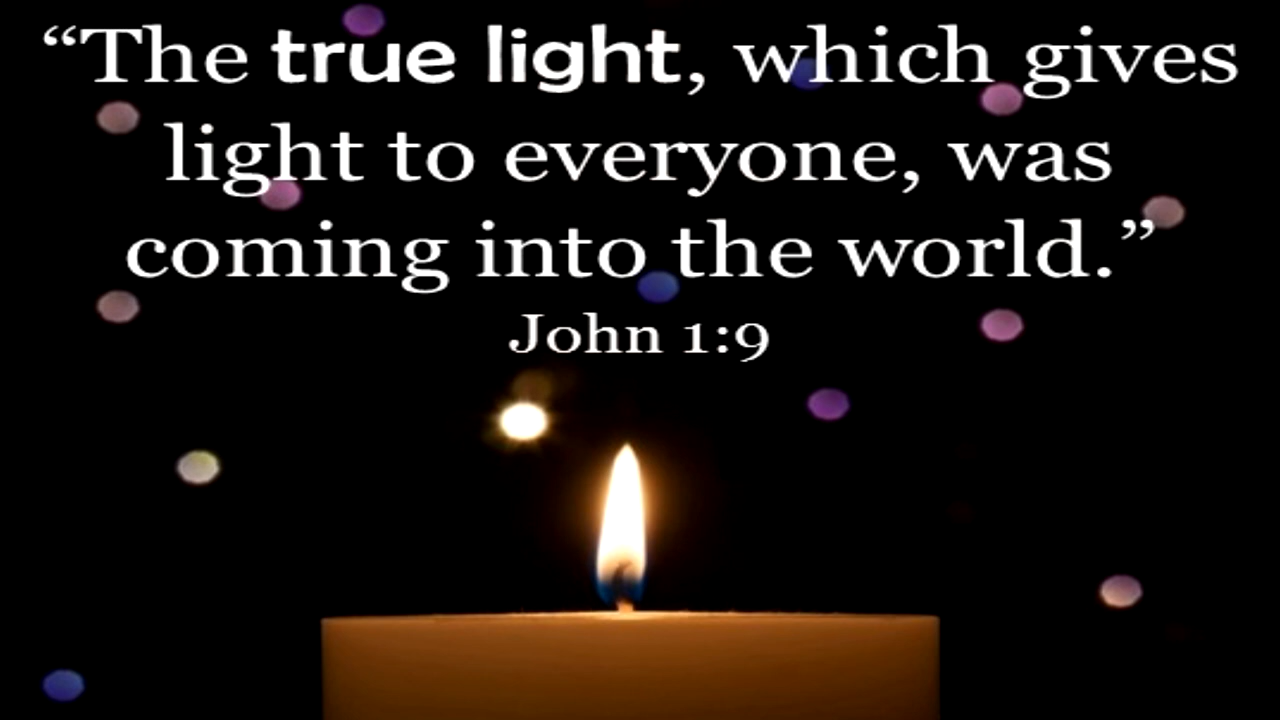 “The true light, which gives
light to everyone, was
coming into the world.”
John 1:9